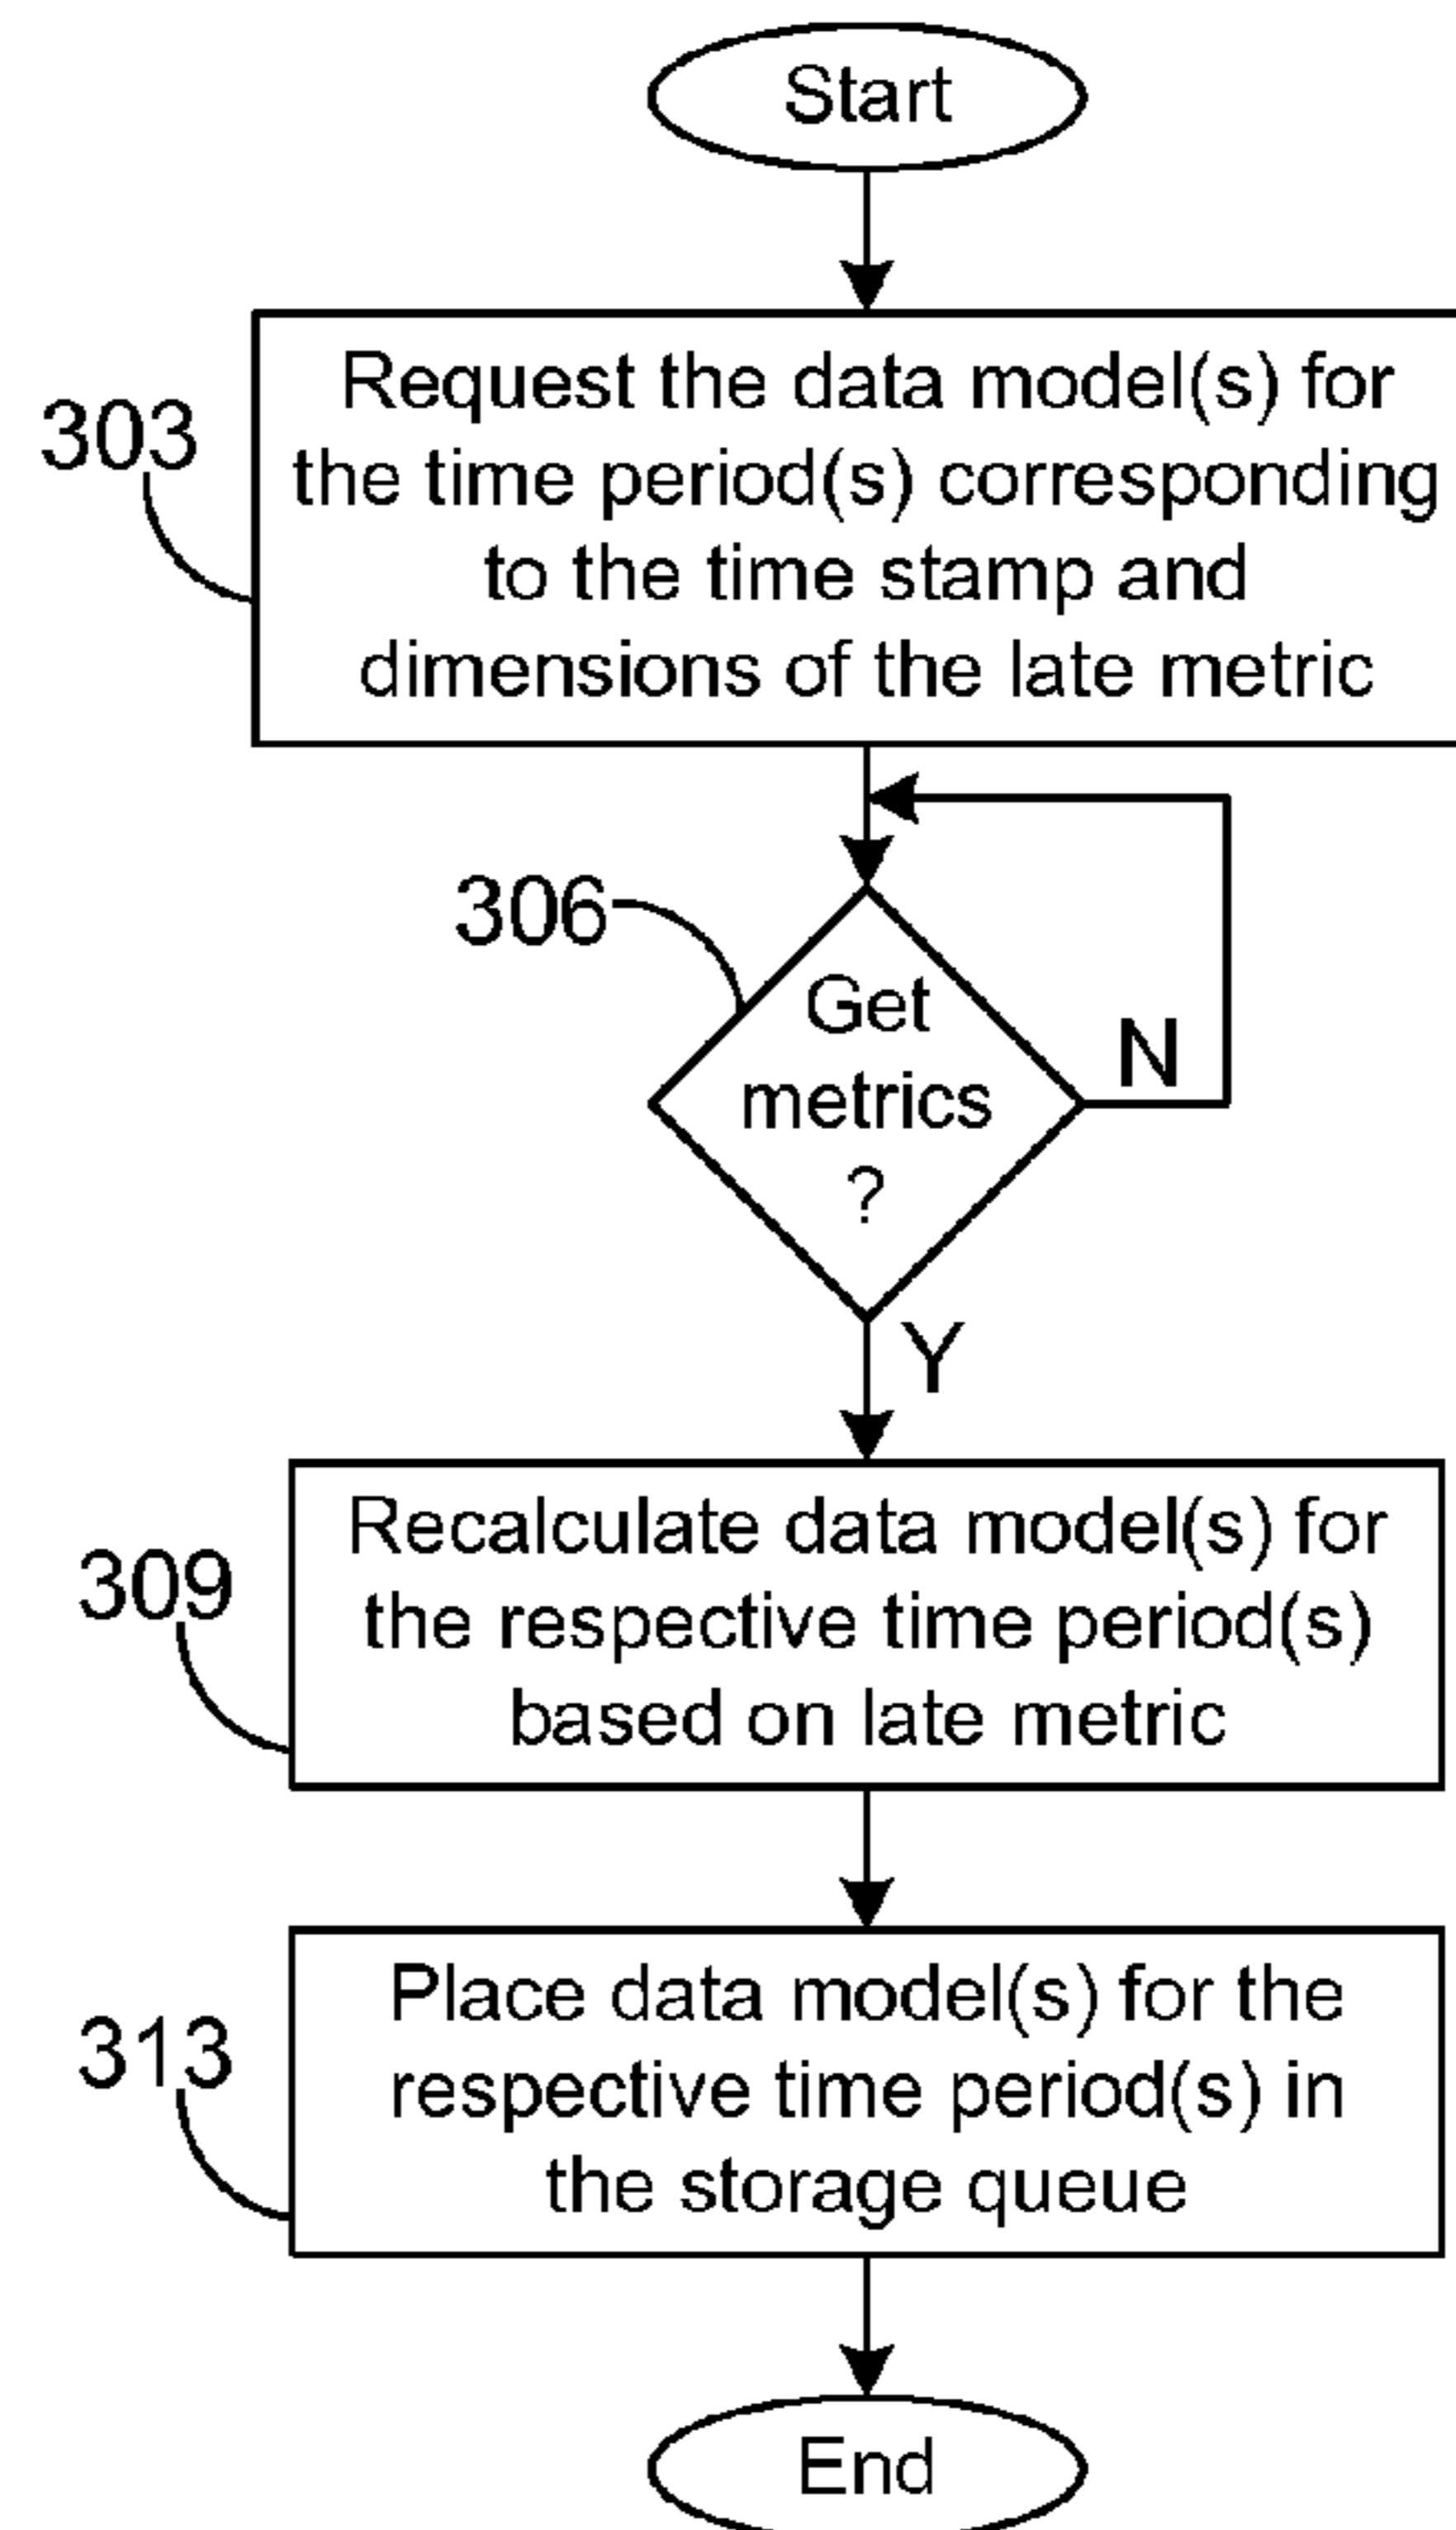 Start
303
Request the data model(s) for
the time period(s) corresponding
to the time stamp and
dimensions of the late metric
306
Get
metrics
?
N
Y
309
Recalculate data model(s) for
the respective time period(s)
based on late metric
313
Place data model(s) for the
respective time period(s) in
the storage queue
End